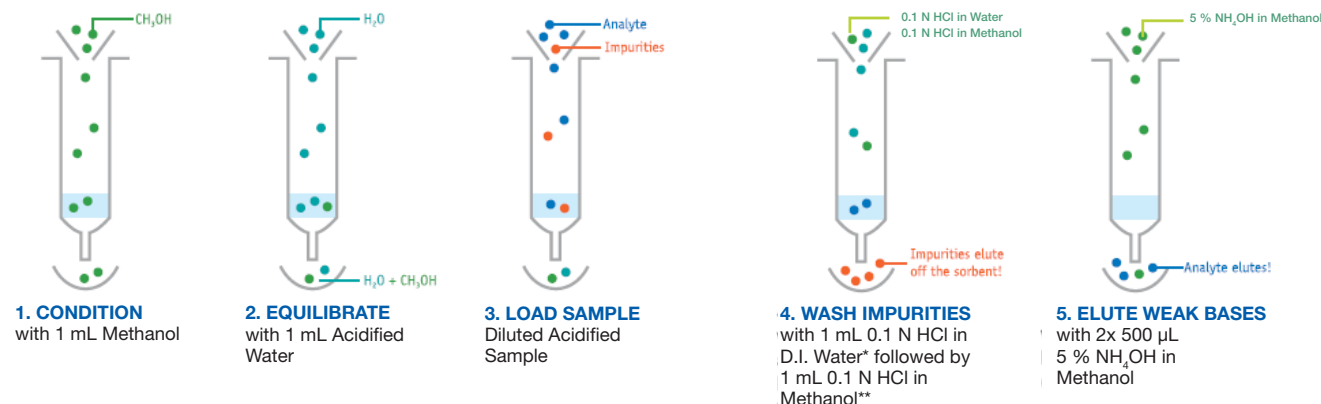 CH₃OH
1. CONDITION
with 1 mL Methanol
H₂O
H₂O + CH₃OH
2. EQUILIBRATE
with 1 mL Acidified
Water
Analyte
Impurities
3. LOAD SAMPLE
Diluted Acidified
Sample
0.1 N HCl in Water
0.1 N HCl in Methanol
Impurities elute
off the sorbent!
4. WASH IMPURITIES
with 1 mL 0.1 N HCl in
D.I. Water* followed by
1 mL 0.1 N HCl in
Methanol**
5 % NH₄OH in Methanol
Analyte elutes!
5. ELUTE WEAK BASES
with 2x 500 µL
5 % NH₄OH in
Methanol